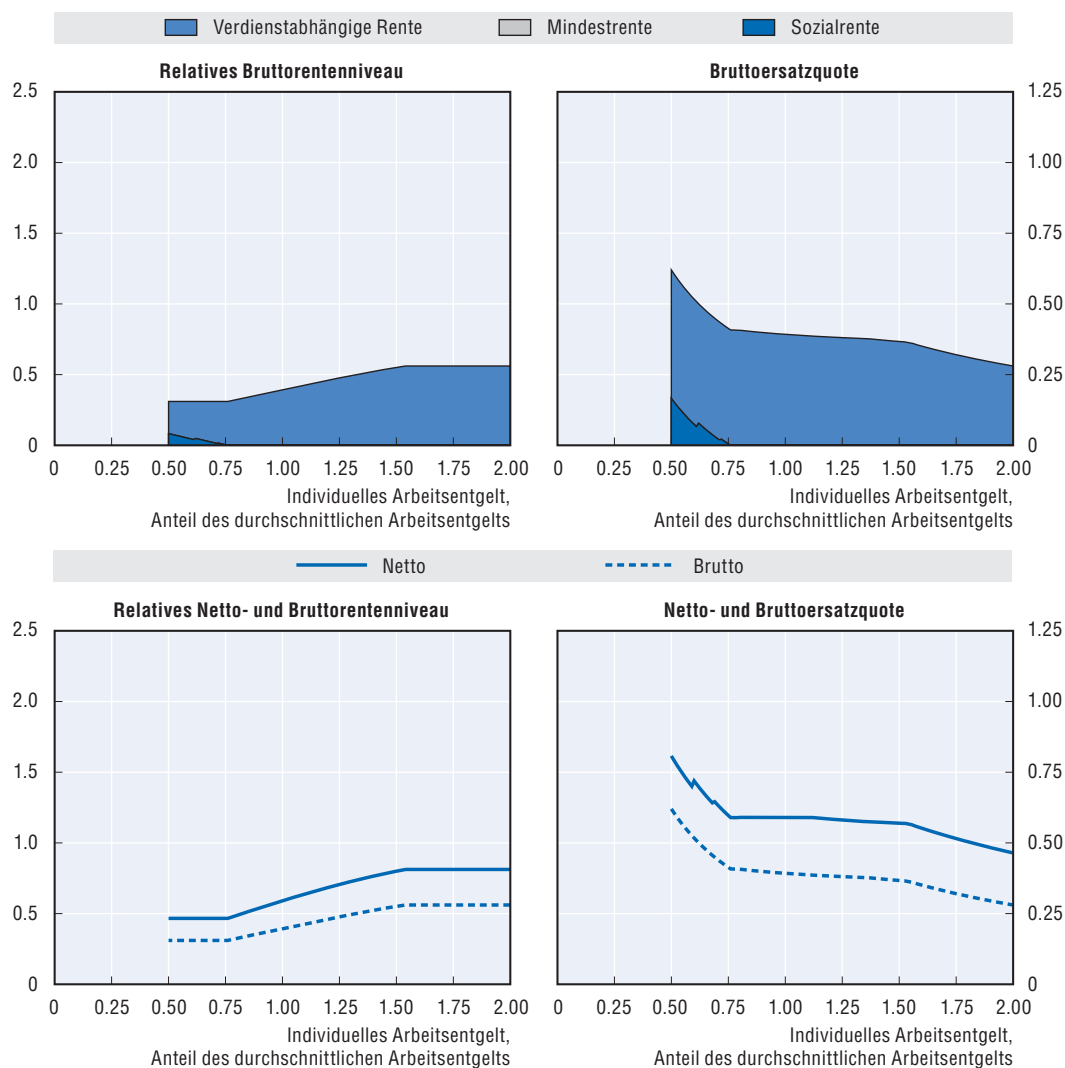 Verdienstabhängige Rente Mindestrente Sozialrente
Relatives Bruttorentenniveau
2.5
2.0
1.5
1.0
0.5
0
0 0.25 0.50 0.75 1.00 1.25 1.50 1.75 2.00
Individuelles Arbeitsentgelt,
Anteil des durchschnittlichen Arbeitsentgelts
Bruttoersatzquote
1.25
1.00
0.75
0.50
0.25
0
0 0.25 0.50 0.75 1.00 1.25 1.50 1.75 2.00
Individuelles Arbeitsentgelt,
Anteil des durchschnittlichen Arbeitsentgelts
Netto Brutto
Relatives Netto- und Bruttorentenniveau
2.5
2.0
1.5
1.0
0.5
0
0 0.25 0.50 0.75 1.00 1.25 1.50 1.75 2.00
Individuelles Arbeitsentgelt,
Anteil des durchschnittlichen Arbeitsentgelts
Netto- und Bruttoersatzquote
1.25
1.00
0.75
0.50
0.25
0
0 0.25 0.50 0.75 1.00 1.25 1.50 1.75 2.00
Individuelles Arbeitsentgelt,
Anteil des durchschnittlichen Arbeitsentgelts